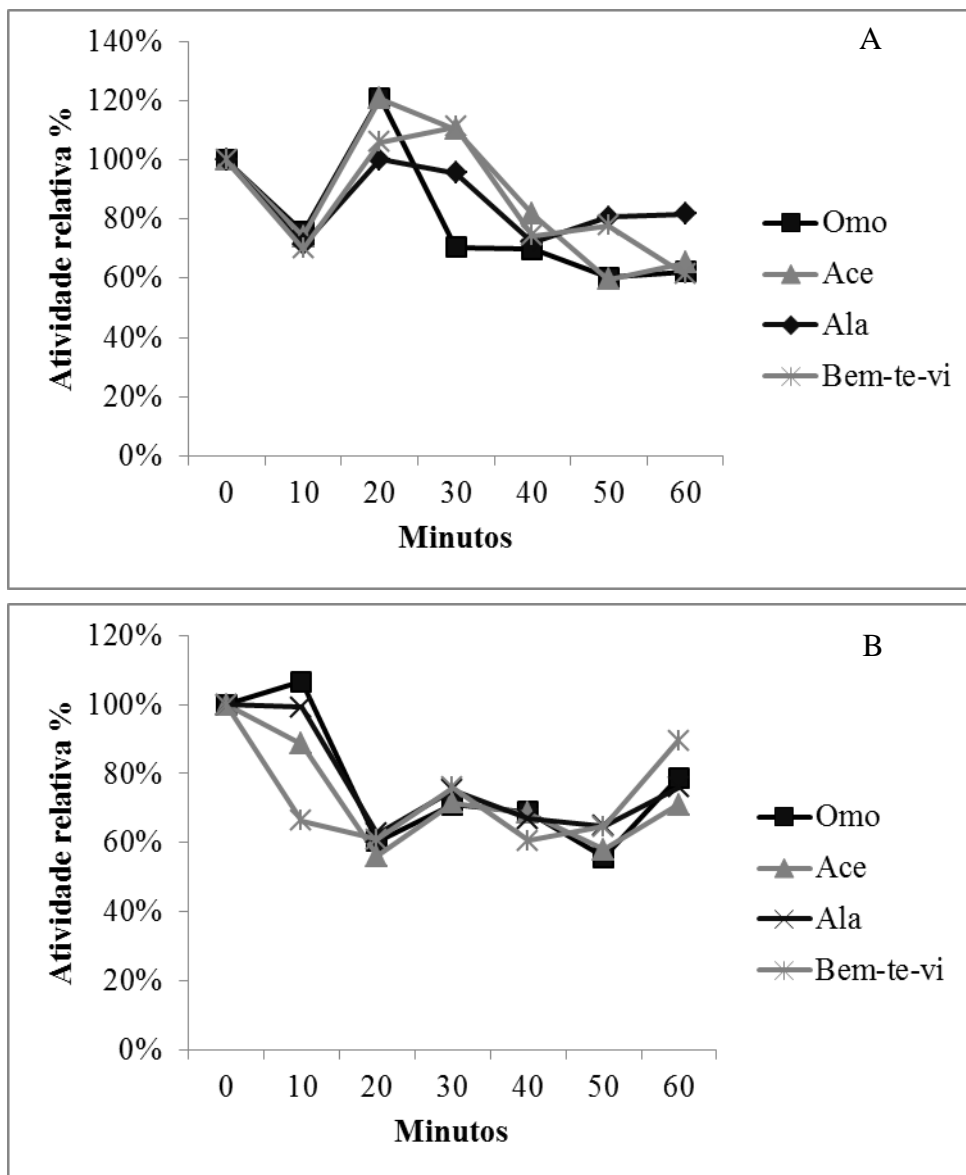 A
Atividade relativa %
140%
120%
100%
80%
60%
40%
20%
0%
0 10 20 30 40 50 60
Minutos
Omo
Ace
Ala
Bem-te-vi
B
Atividade relativa %
120%
100%
80%
60%
40%
20%
0%
0 10 20 30 40 50 60
Minutos
Omo
Ace
Ala
Bem-te-vi